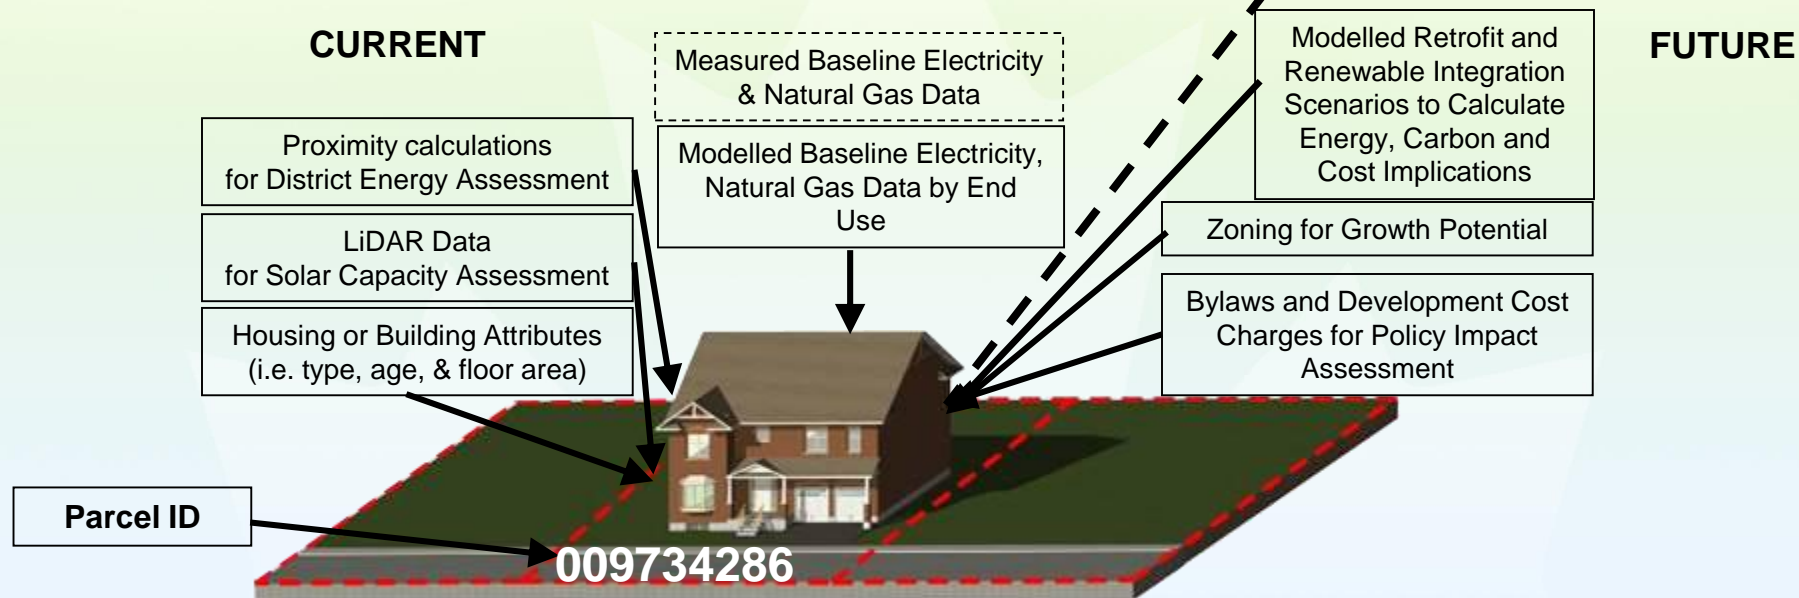 CURRENT
Measured Baseline Electricity
& Natural Gas Data
Modelled Baseline Electricity,
Natural Gas Data by End
Use
Proximity calculations
for District Energy Assessment
LiDAR Data
for Solar Capacity Assessment
Housing or Building Attributes
(i.e. type, age, & floor area)
Parcel ID
009734286
FUTURE
Modelled Retrofit and
Renewable Integration
Scenarios to Calculate
Energy, Carbon and
Cost Implications
Zoning for Growth Potential
Bylaws and Development Cost
Charges for Policy Impact
Assessment